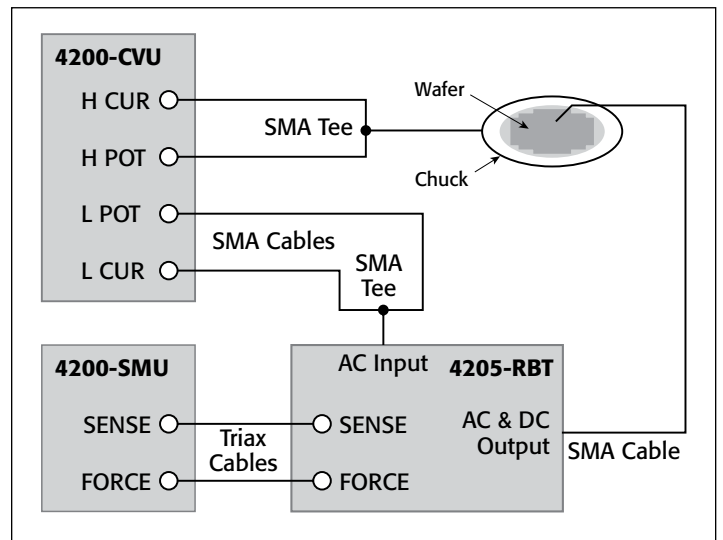 4200-CVU
H CUR
H POT
L POT
L CUR
SMA Tee
SMA Cables
SMA
Tee
Wafer
Chuck
4200-SMU
SENSE
FORCE
Triax
Cables
AC Input
4205-RBT
SENSE
FORCE
AC & DC
Output
SMA Cable